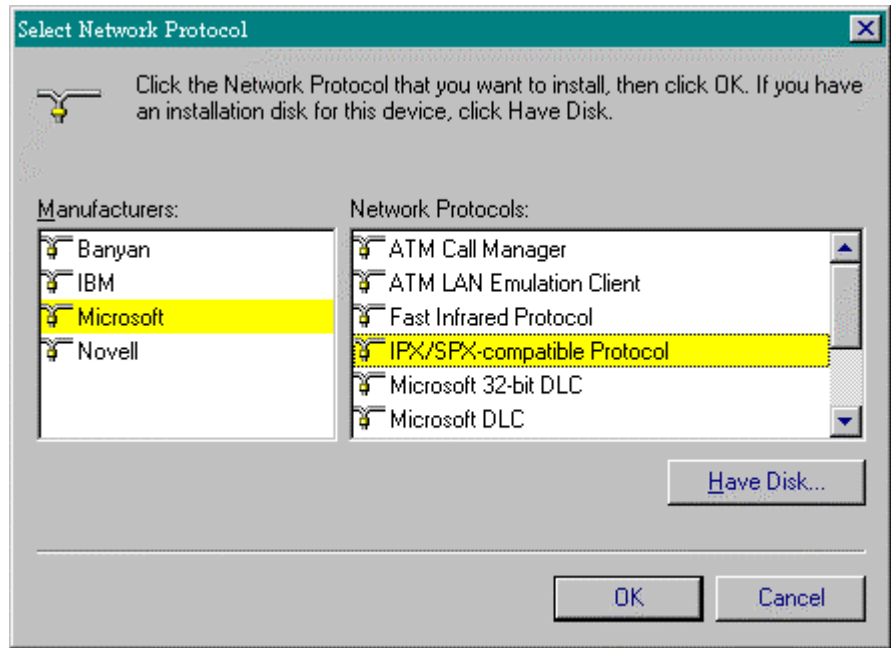 Select Network Protocol
Click the Network Protocol that you want to install, then click OK. If you have
an installation disk for this device, click Have Disk.
Manufacturers:
Banyan
IBM
Microsoft
Novell
Network Protocols:
ATM Call Manager
ATM LAN Emulation Client
Fast Infrared Protocol
IPX/SPX-compatible Protocol
Microsoft 32-bit DLC
Microsoft DLC
Have Disk...
OK
Cancel